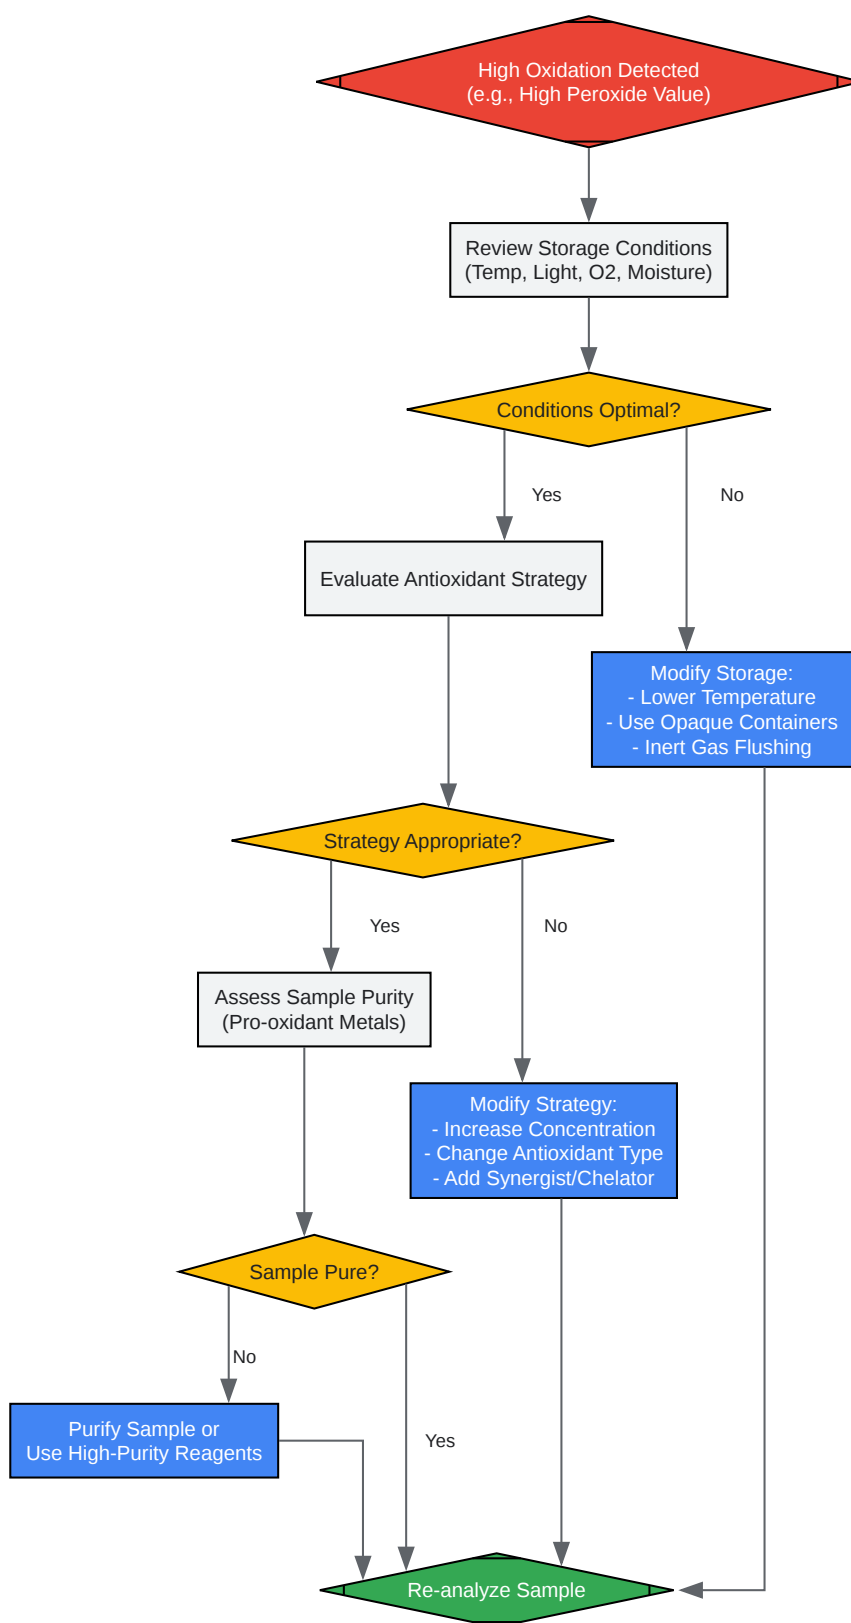 High Oxidation Detected
(e.g., High Peroxide Value)
Review Storage Conditions
(Temp, Light, O2, Moisture)
Conditions Optimal?
Yes
No
Evaluate Antioxidant Strategy
Modify Storage:
- Lower Temperature
- Use Opaque Containers
- Inert Gas Flushing
Strategy Appropriate?
Yes
No
Assess Sample Purity
(Pro-oxidant Metals)
Modify Strategy:
- Increase Concentration
- Change Antioxidant Type
- Add Synergist/Chelator
Sample Pure?
No
Purify Sample or
Use High-Purity Reagents
Yes
Re-analyze Sample